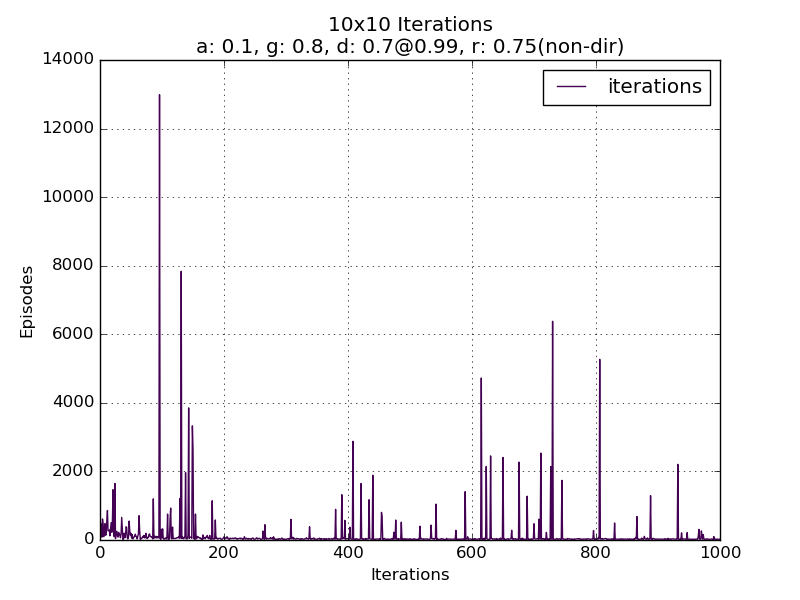 10x10 Iterations
a: 0.1, g: 0.8, d: 0.7@0.99, r: 0.75(non-dir)
14000
12000
10000
8000
6000
4000
2000
0
Episodes
iterations
0 200 400 600 800 1000
Iterations